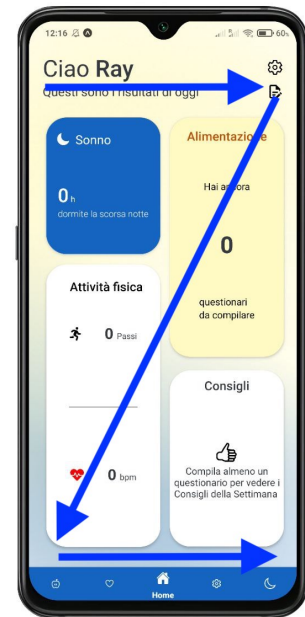 12:16
60%
Ciao Ray
Questi sono i risultati di oggi
Sonno
0 h
dormite la scorsa notte
Alimentazione
Hai ancora
0
questionari
da compilare
Attività fisica
0 Passi
0 bpm
Consigli
Compila almeno un
questionario per vedere i
Consigli della Settimana
Home